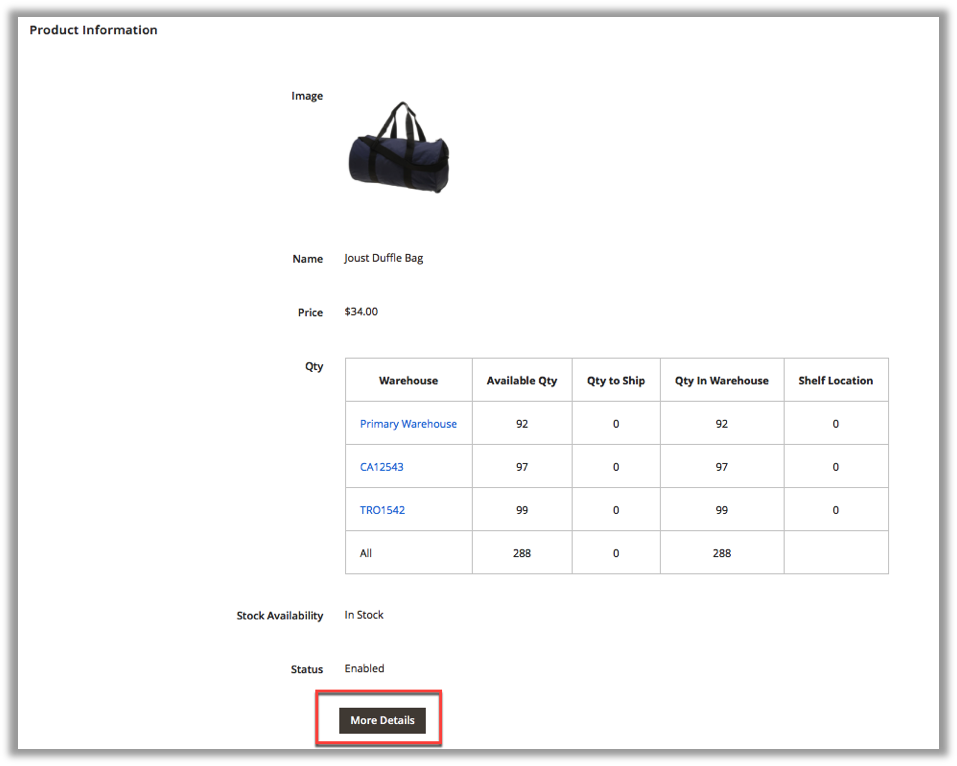 Product Information
Image
Name Joust Duffle Bag
Price $34.00
Qty
Warehouse Available Qty Qty to Ship Qty In Warehouse Shelf Location
Primary Warehouse 92 0 92 0
CA12543 97 0 97 0
TRO1542 99 0 99 0
All 288 0 288
Stock Availability In Stock
Status Enabled
More Details